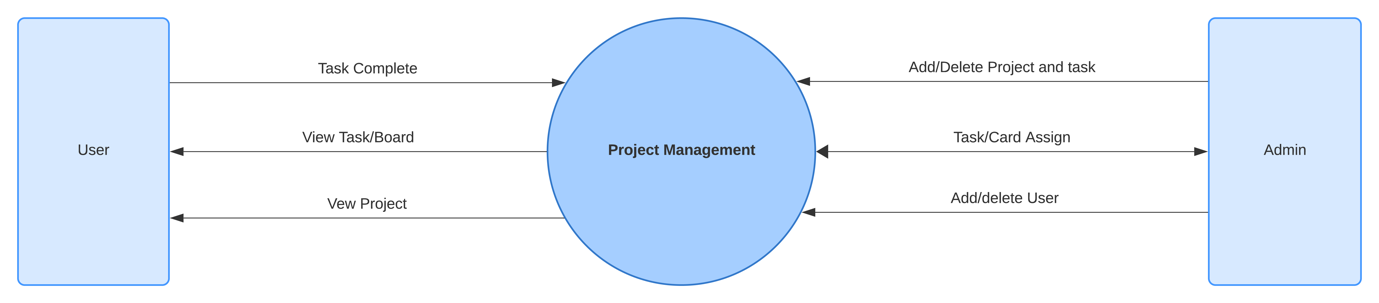 Task Complete
Add/Delete Project and task
View Task/Board
Task/Card Assign
User
Project Management
Admin
Vew Project
Add/delete User